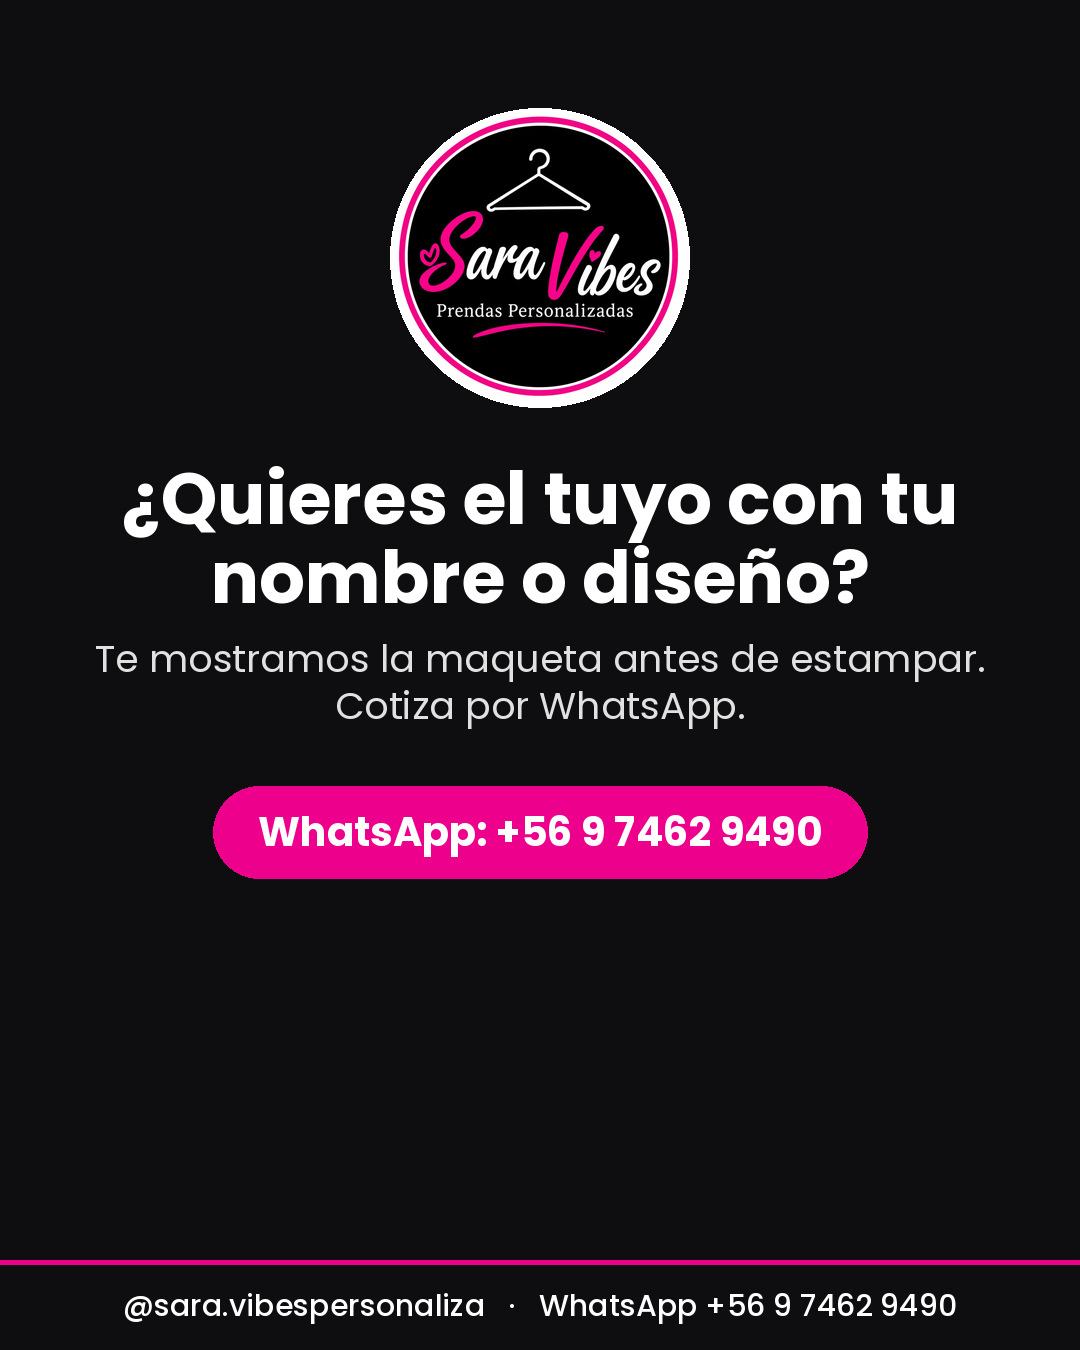 Sara Vibes
Prendas Personalizadas
¿Quieres el tuyo con tu
nombre o diseño?
Te mostramos la maqueta antes de estampar.
Cotiza por WhatsApp.
WhatsApp: +56 9 7462 9490
@sara.vibespersonaliza · WhatsApp +56 9 7462 9490